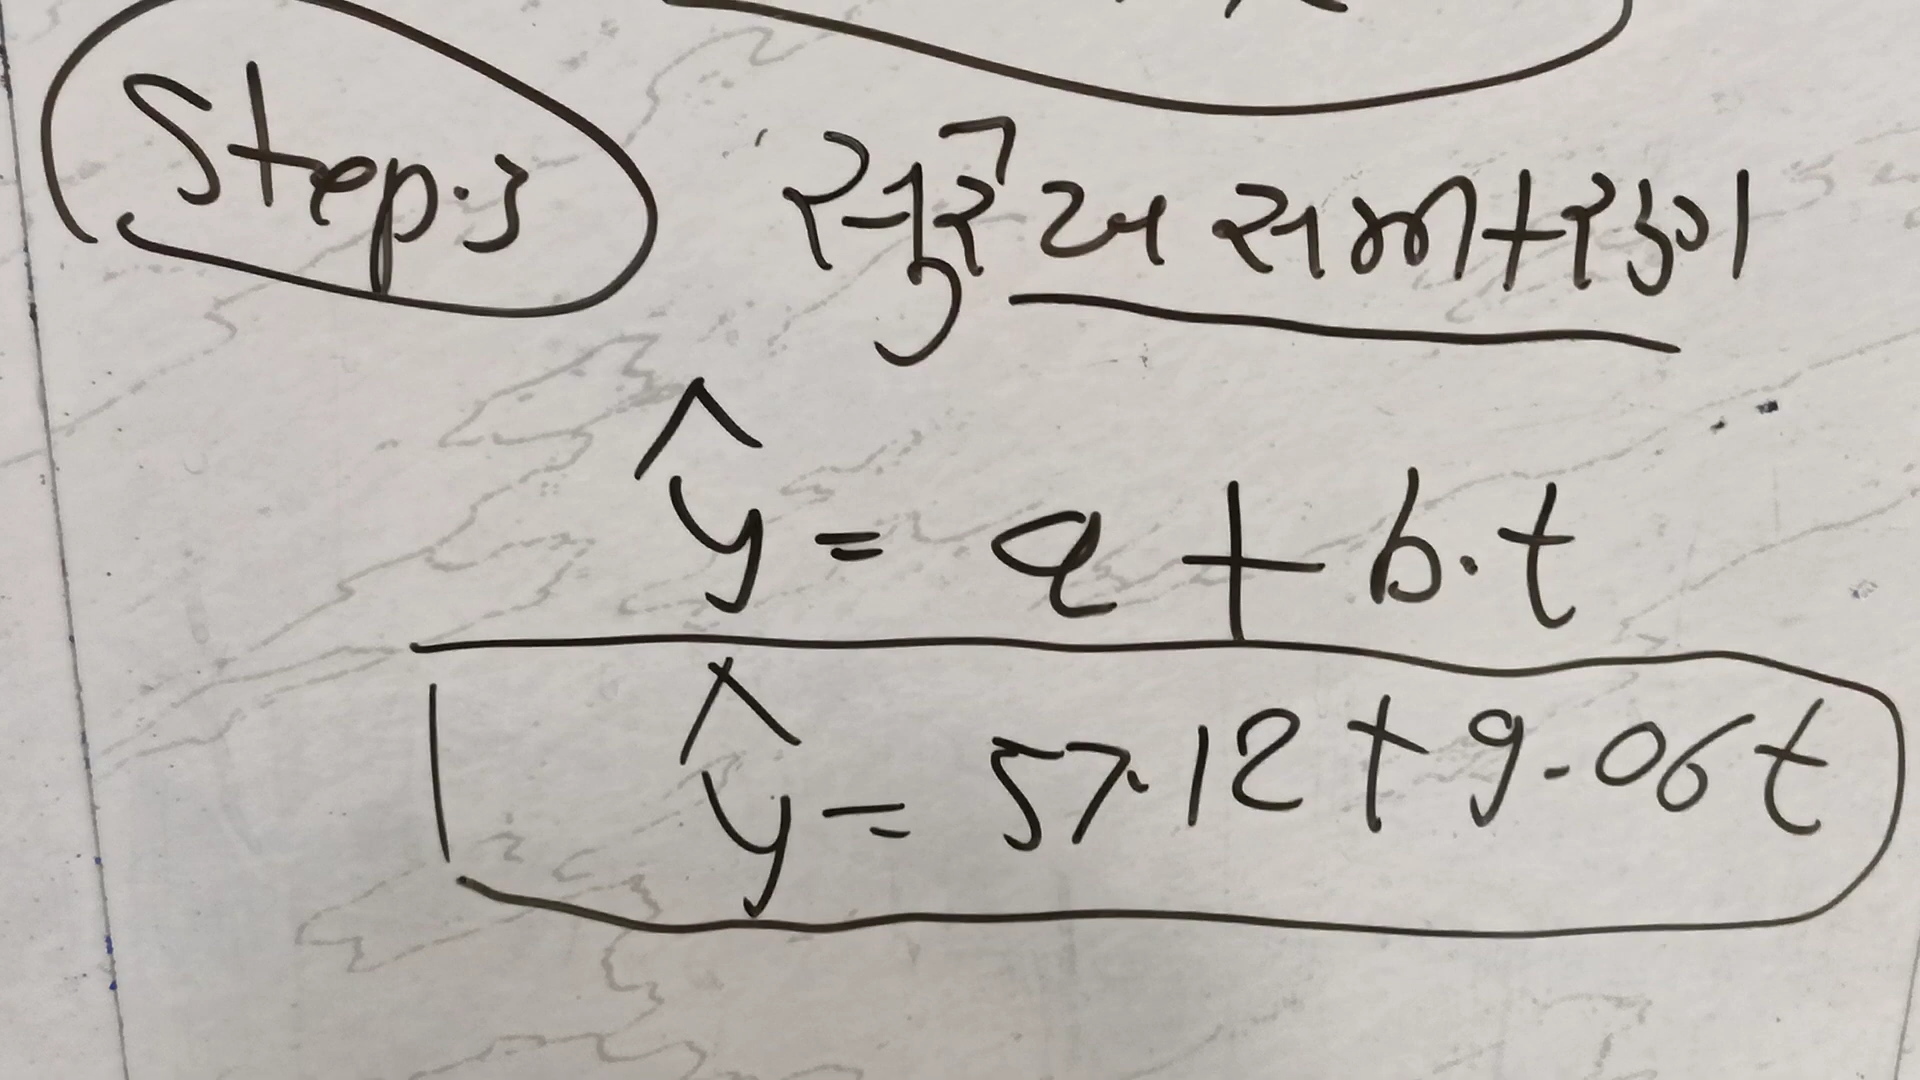 Step.3 સુરેખ સમીકરણ
ŷ = a + b.t
ŷ = 57.12 + 9.06t